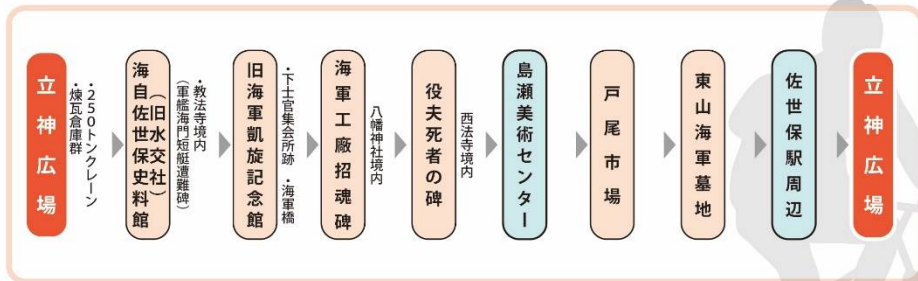 立神広場
・250トンクレーン
・煉瓦倉庫群
海自佐世保史料館
（旧水交社）
・教法寺境内
（軍艦海門短艇遭難碑）
旧海軍凱旋記念館
・下士官集会所跡　・海軍橋
海軍工廠招魂碑
八幡神社境内
役夫死者の碑
西法寺境内
島瀬美術センター
戸尾市場
東山海軍墓地
佐世保駅周辺
立神広場